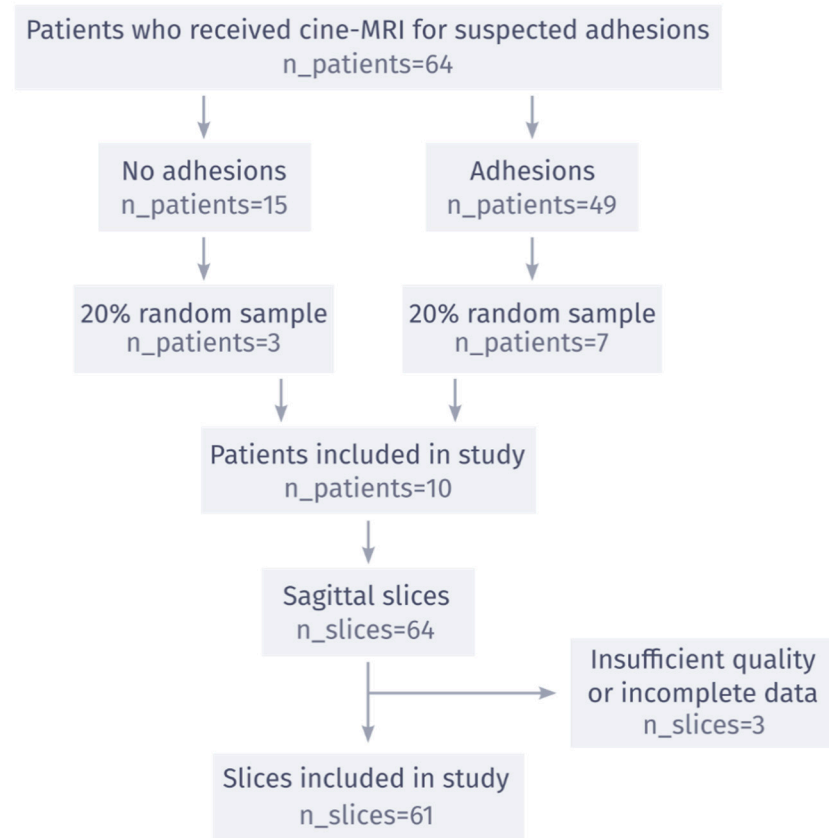 Patients who received cine-MRI for suspected adhesions
n_patients=64
No adhesions
n_patients=15
Adhesions
n_patients=49
20% random sample
n_patients=3
20% random sample
n_patients=7
Patients included in study
n_patients=10
Sagittal slices
n_slices=64
Insufficient quality
or incomplete data
n_slices=3
Slices included in study
n_slices=61